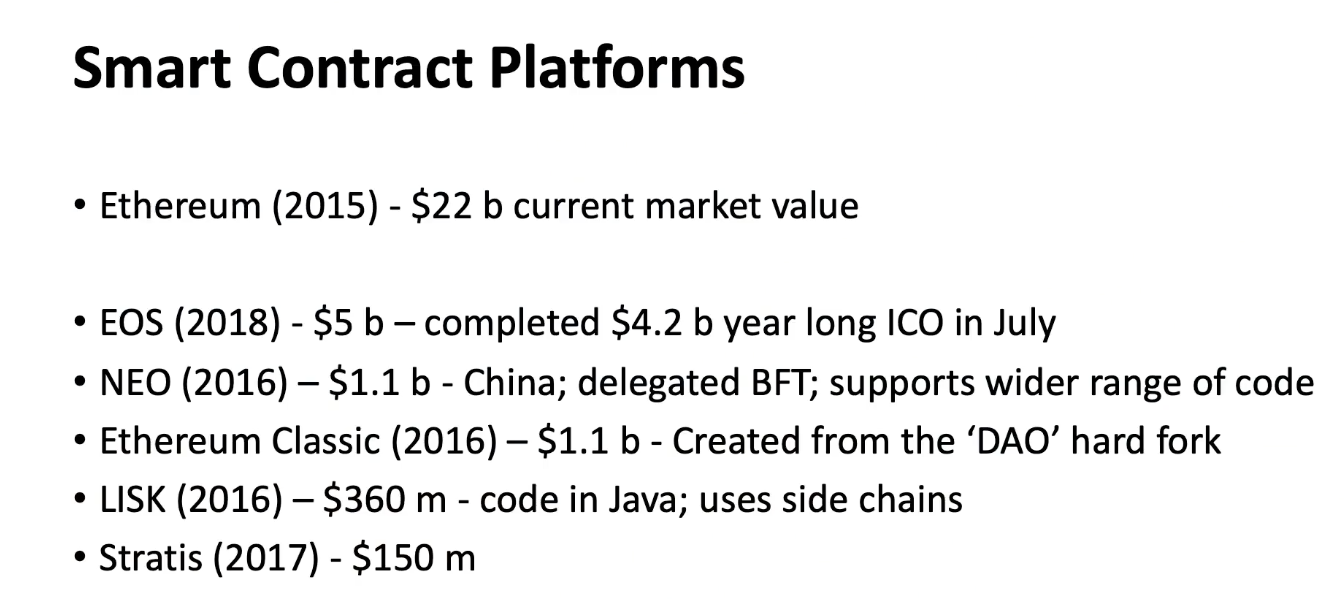 Smart Contract Platforms
• Ethereum (2015) - $22 b current market value
• EOS (2018) - $5 b – completed $4.2 b year long ICO in July
• NEO (2016) – $1.1 b - China; delegated BFT; supports wider range of code
• Ethereum Classic (2016) – $1.1 b - Created from the ‘DAO’ hard fork
• LISK (2016) – $360 m - code in Java; uses side chains
• Stratis (2017) - $150 m